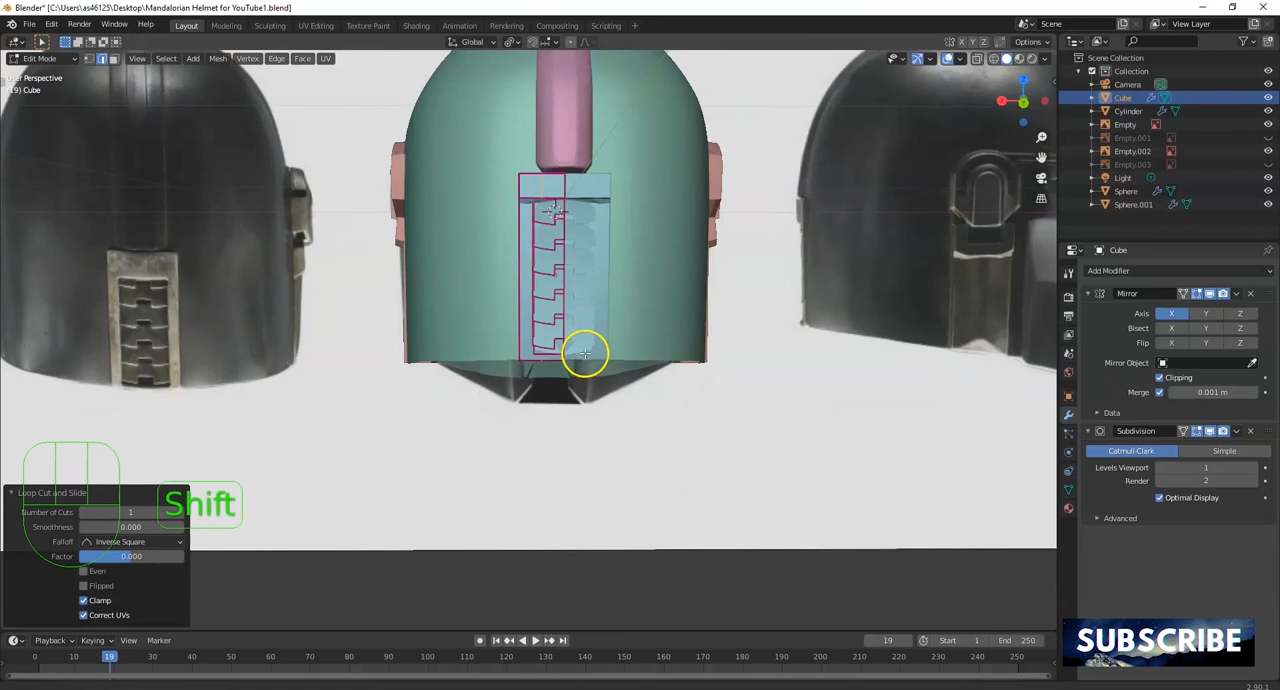 Blender* [C:\Users\as46125\Desktop\Mandalorian Helmet for YouTube1.blend]
File Edit Render Window Help Layout Modeling Sculpting UV Editing Texture Paint Shading Animation Rendering Compositing Scripting + Scene View Layer
Global X Y Z Options
Edit Mode View Select Add Mesh Vertex Edge Face UV
User Perspective
(19) Cube
Z
X
Y
Scene Collection
Collection
Camera
Cube
Cylinder
Empty
Empty.001
Empty.002
Empty.003
Light
Sphere
Sphere.001
Cube
Add Modifier
Mirror
Axis X Y Z
Bisect X Y Z
Flip X Y Z
Mirror Object
Clipping
Merge 0.001 m
Data
Subdivision
Catmull-Clark Simple
Levels Viewport 1
Render 2
Optimal Display
Advanced
Loop Cut and Slide
Number of Cuts 1
Smoothness 0.000
Falloff Inverse Square
Factor 0.000
Even
Flipped
Clamp
Correct UVs
Shift
SUBSCRIBE
Playback Keying View Marker 19 Start 1 End 250
0 10 19 30 40 50 60 70 80 90 100 110 120 130 140 150 160 170 180 190 200 210 220 230 240 250
2.90.1